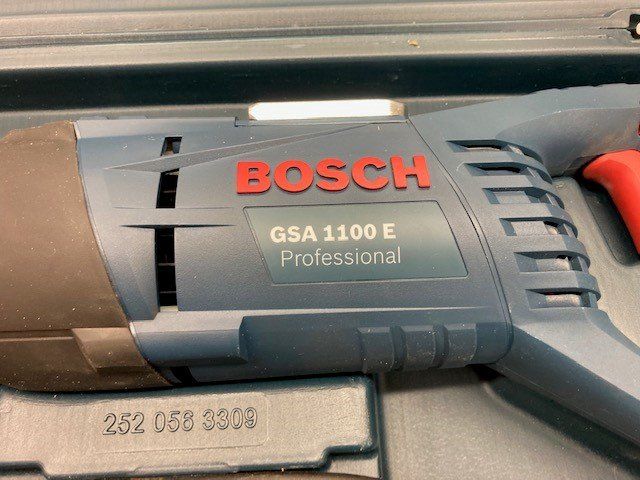 BOSCH
GSA 1100 E
Professional
252 056 3309